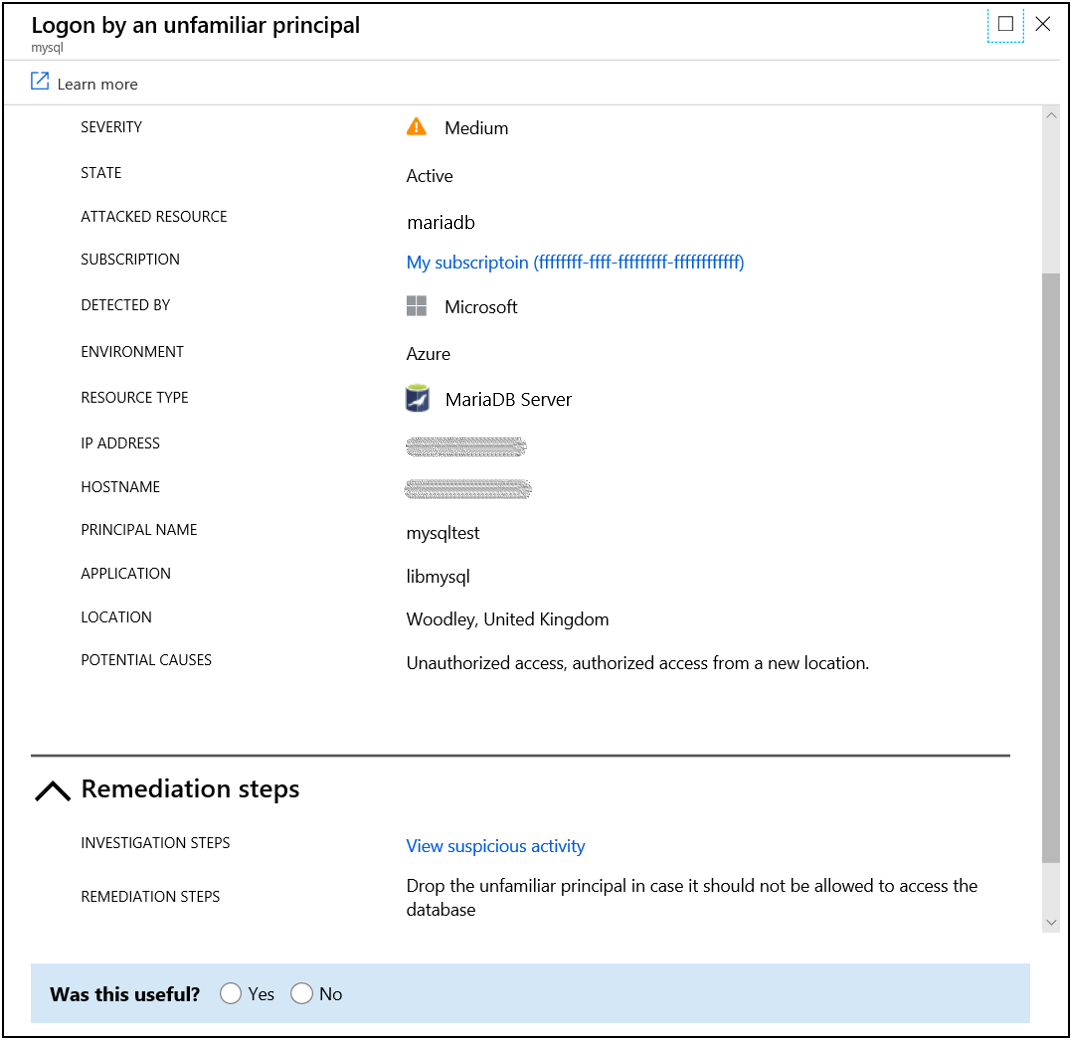 Logon by an unfamiliar principal
mysql
Learn more
SEVERITY Medium
STATE Active
ATTACKED RESOURCE mariadb
SUBSCRIPTION My subscriptoin (ffffffff-ffff-fffffffff-ffffffffffff)
DETECTED BY Microsoft
ENVIRONMENT Azure
RESOURCE TYPE MariaDB Server
IP ADDRESS
HOSTNAME
PRINCIPAL NAME mysqltest
APPLICATION libmysql
LOCATION Woodley, United Kingdom
POTENTIAL CAUSES Unauthorized access, authorized access from a new location.
Remediation steps
INVESTIGATION STEPS View suspicious activity
REMEDIATION STEPS Drop the unfamiliar principal in case it should not be allowed to access the
database
Was this useful? Yes No